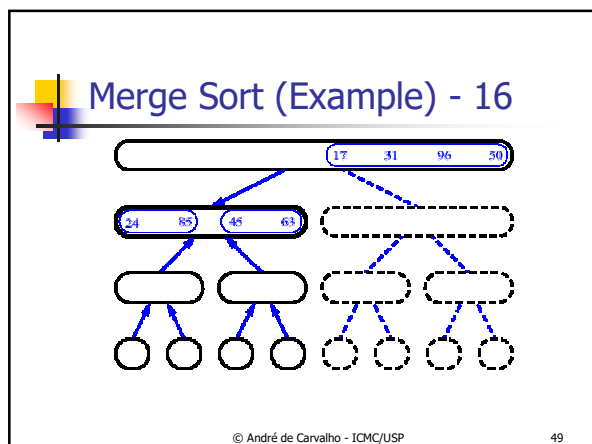 Merge Sort (Example) - 16
17 31 96 50
24 85 45 63
© André de Carvalho - ICMC/USP 49